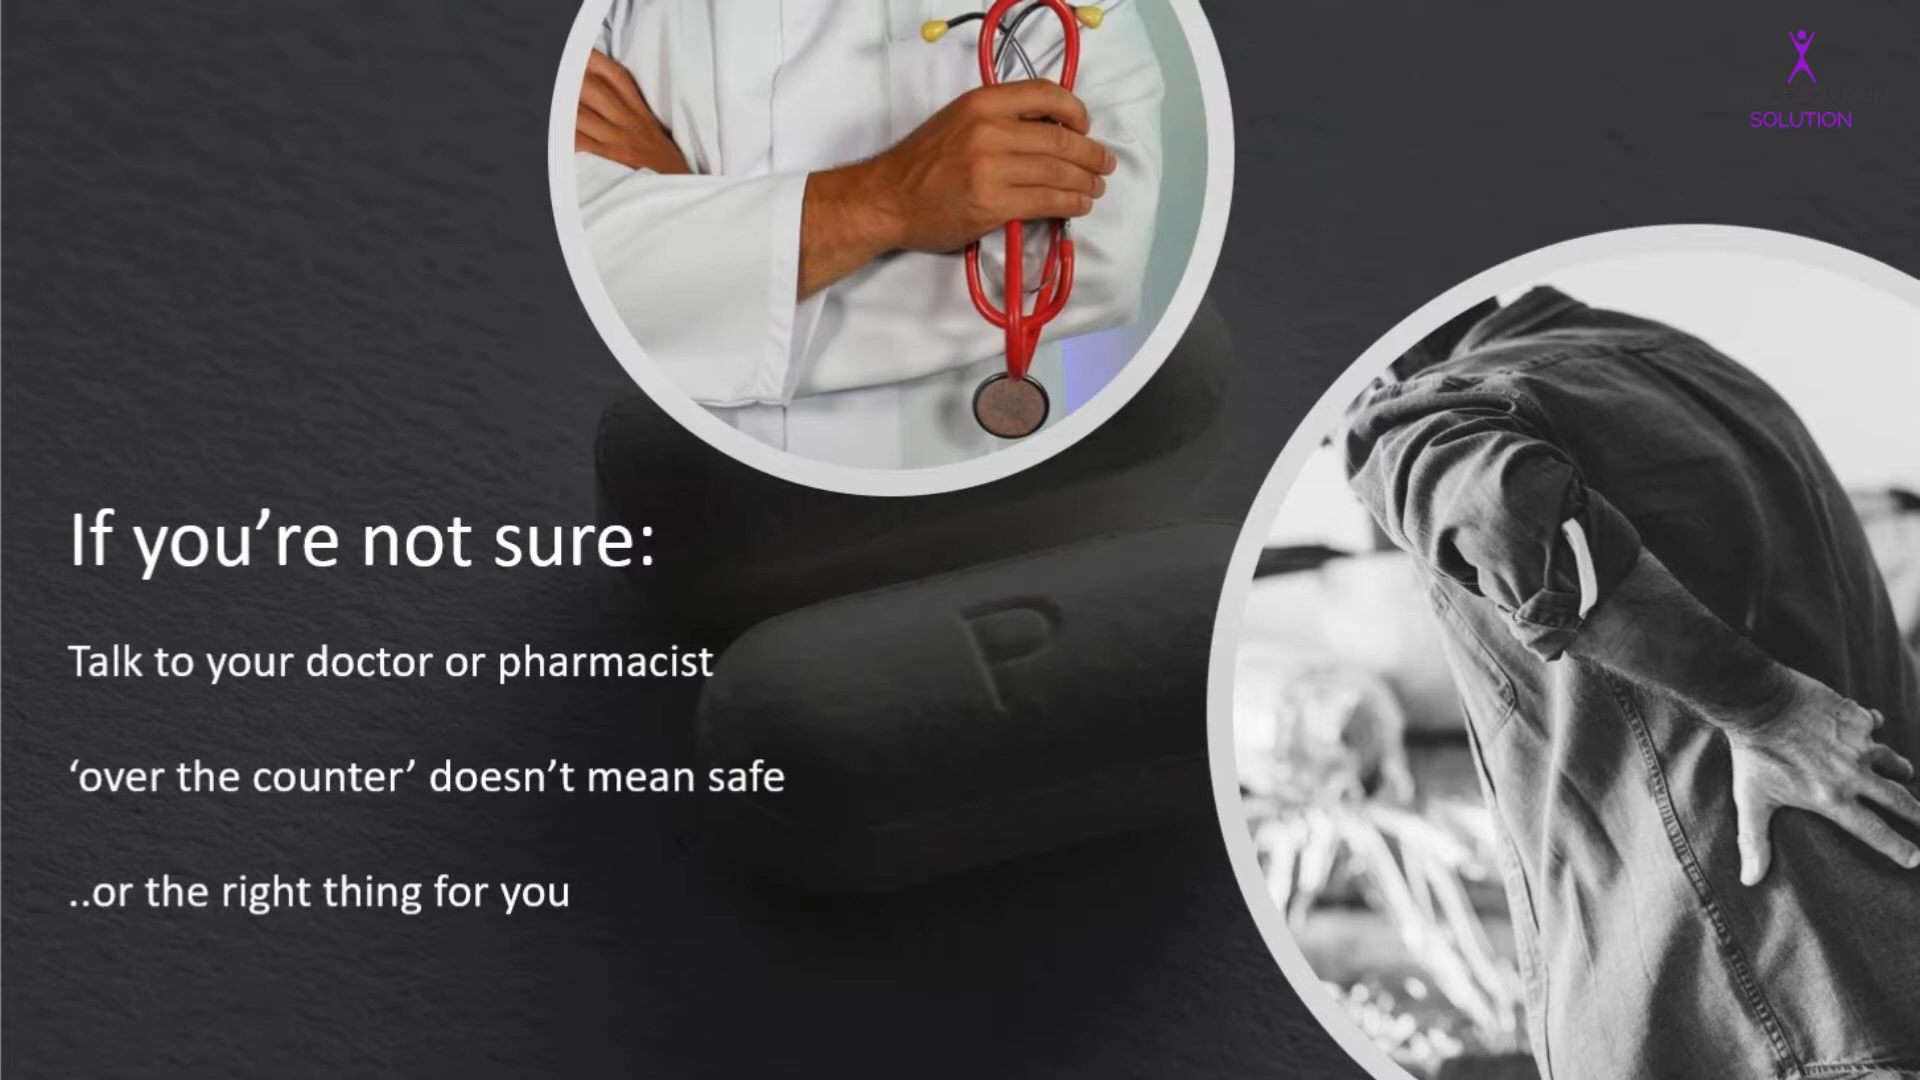 SOLUTION
If you’re not sure:
Talk to your doctor or pharmacist
‘over the counter’ doesn’t mean safe
..or the right thing for you
P